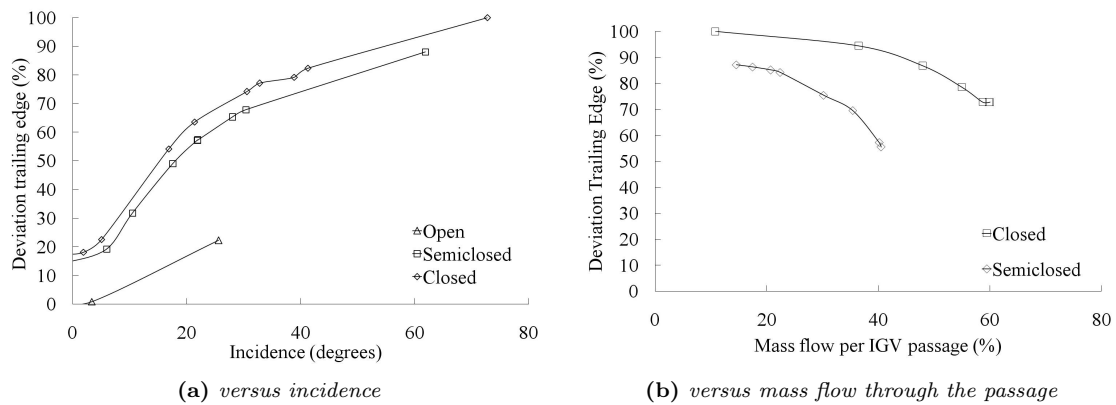 100
90
80
70
60
50
40
30
20
10
0
Deviation trailing edge (%)
Open
Semiclosed
Closed
0 20 40 60 80
Incidence (degrees)
(a) versus incidence
100
90
80
70
60
50
40
30
20
10
0
Deviation Trailing Edge (%)
Closed
Semiclosed
0 20 40 60 80
Mass flow per IGV passage (%)
(b) versus mass flow through the passage